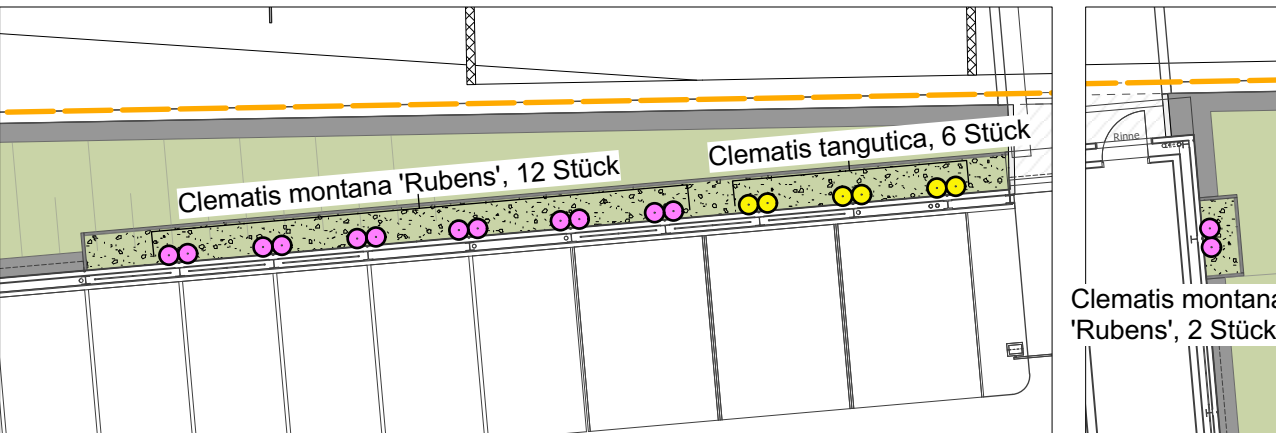 Clematis montana 'Rubens', 12 Stück
Clematis tangutica, 6 Stück
Rinne
Clematis montana
'Rubens', 2 Stück